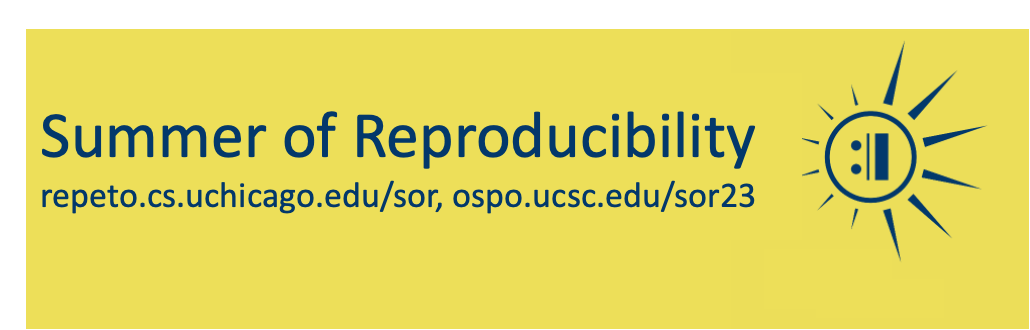 Summer of Reproducibility
repeto.cs.uchicago.edu/sor, ospo.ucsc.edu/sor23